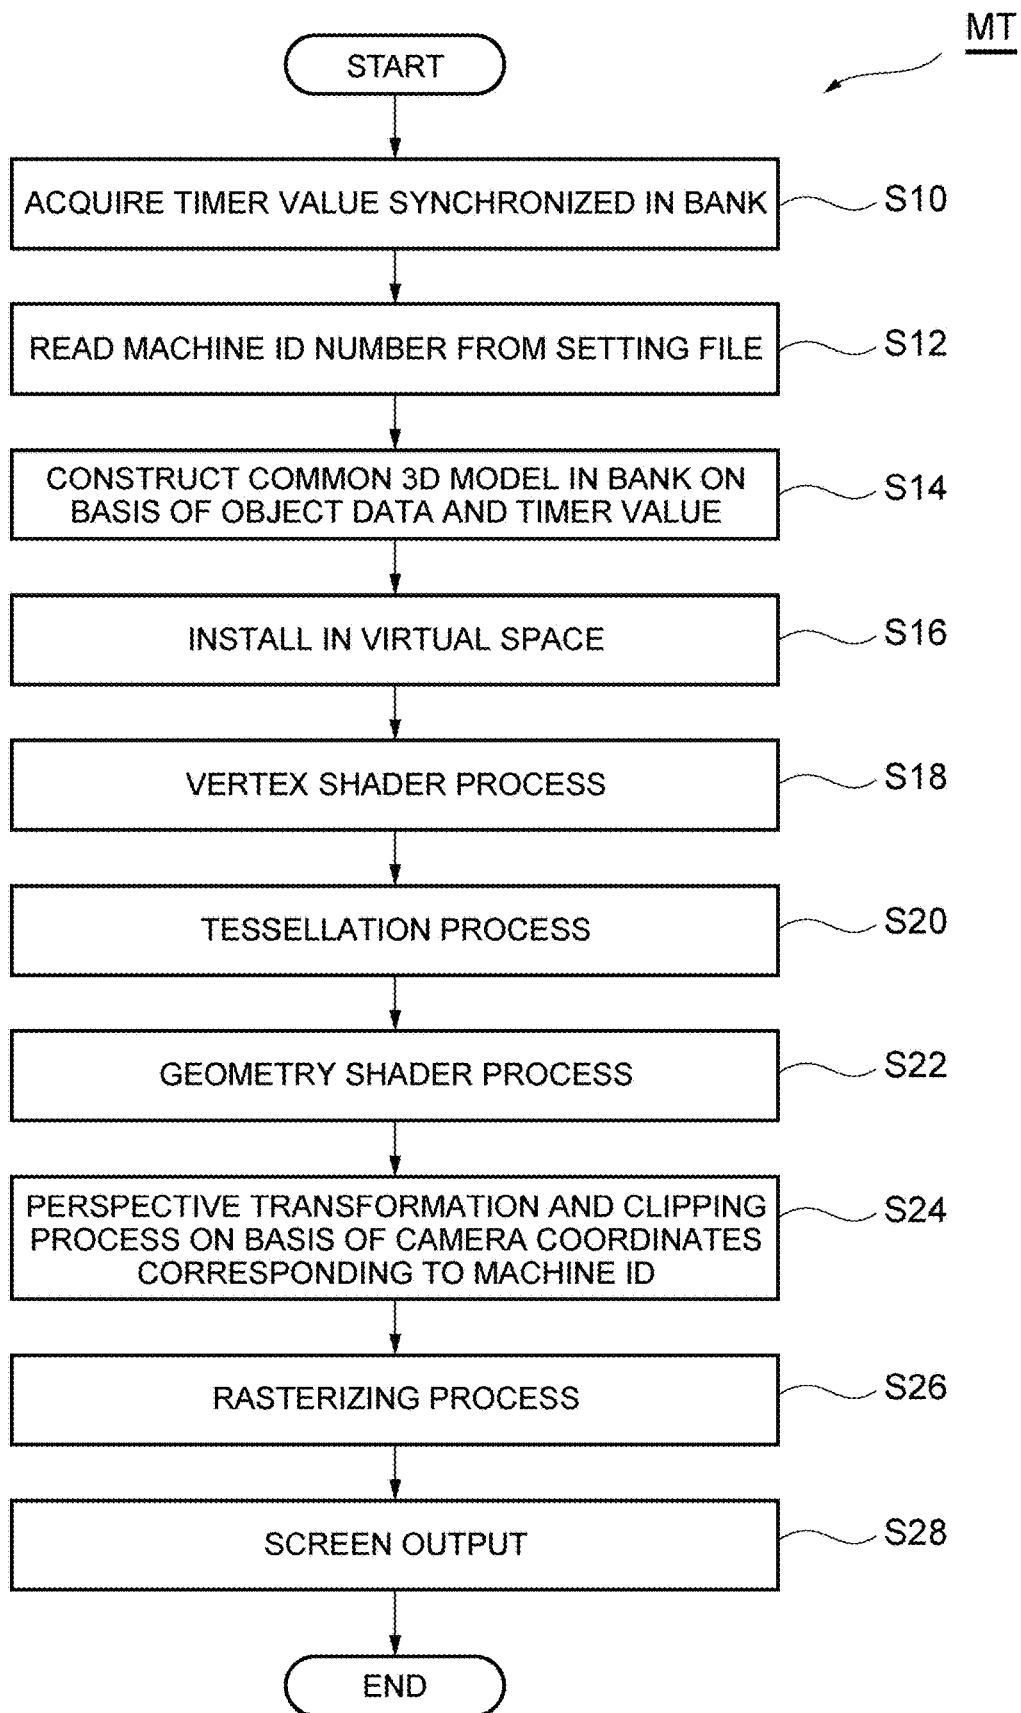 MT
START
ACQUIRE TIMER VALUE SYNCHRONIZED IN BANK
S10
READ MACHINE ID NUMBER FROM SETTING FILE
S12
CONSTRUCT COMMON 3D MODEL IN BANK ON
BASIS OF OBJECT DATA AND TIMER VALUE
S14
INSTALL IN VIRTUAL SPACE
S16
VERTEX SHADER PROCESS
S18
TESSELLATION PROCESS
S20
GEOMETRY SHADER PROCESS
S22
PERSPECTIVE TRANSFORMATION AND CLIPPING
PROCESS ON BASIS OF CAMERA COORDINATES
CORRESPONDING TO MACHINE ID
S24
RASTERIZING PROCESS
S26
SCREEN OUTPUT
S28
END